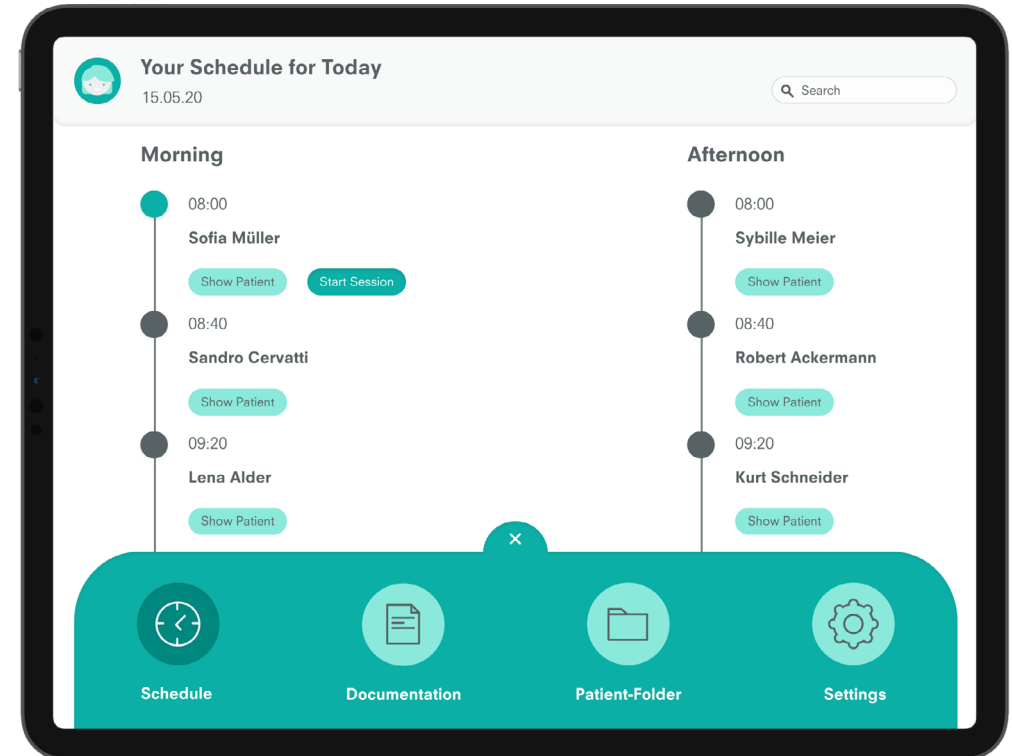 Your Schedule for Today
15.05.20
Search
Morning
08:00
Sofia Müller
Show Patient
Start Session
08:40
Sandro Cervatti
Show Patient
09:20
Lena Alder
Show Patient
Afternoon
08:00
Sybille Meier
Show Patient
08:40
Robert Ackermann
Show Patient
09:20
Kurt Schneider
Show Patient
Schedule
Documentation
Patient-Folder
Settings